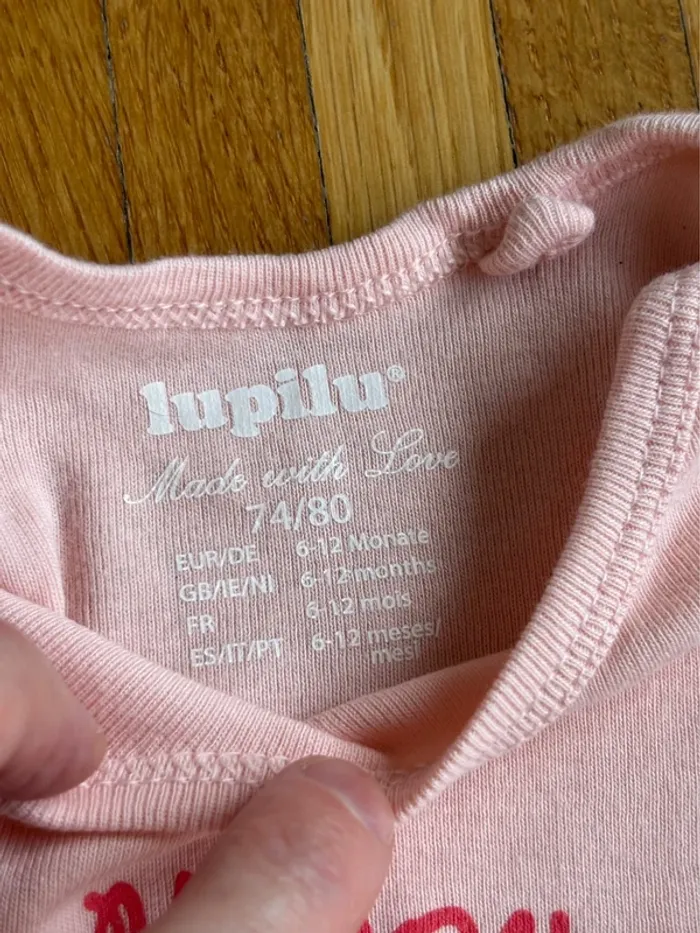 lupilu®
Made with Love
74/80
EUR/DE 6-12 Monate
GB/IE/NI 6-12 months
FR 6-12 mois
ES/IT/PT 6-12 meses/
mesi